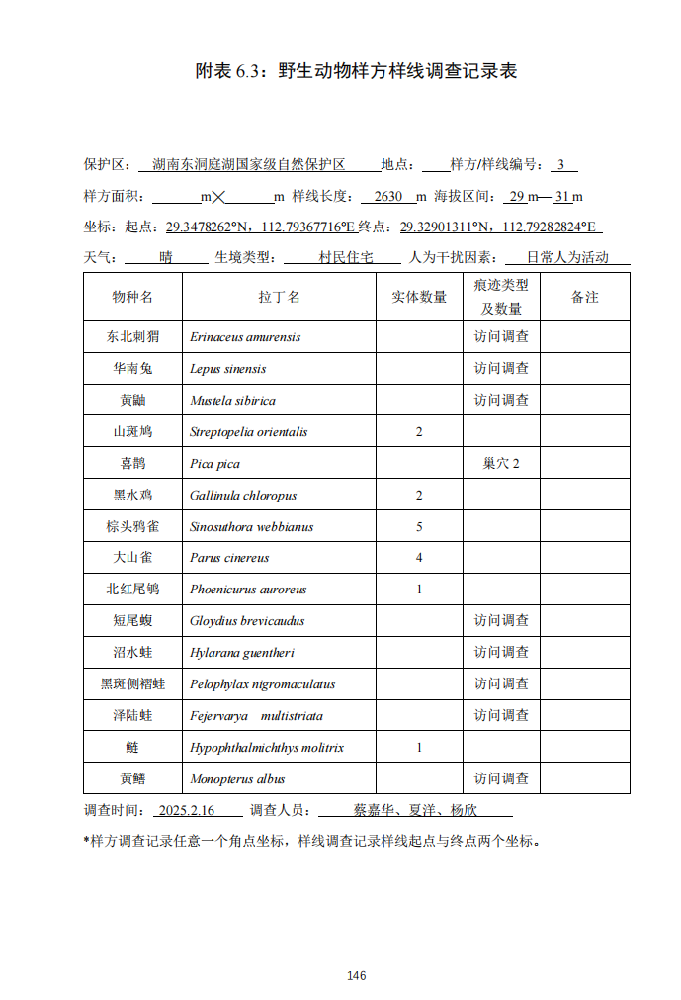 附表 6.3：野生动物样方样线调查记录表
保护区： 湖南东洞庭湖国家级自然保护区 地点： 样方/样线编号： 3
样方面积： m╳ m 样线长度： 2630 m 海拔区间： 29 m— 31 m
坐标：起点：29.3478262°N，112.79367716°E 终点：29.32901311°N，112.79282824°E
天气： 晴 生境类型： 村民住宅 人为干扰因素： 日常人为活动
物种名 拉丁名 实体数量 痕迹类型及数量 备注
东北刺猬 Erinaceus amurensis 访问调查
华南兔 Lepus sinensis 访问调查
黄鼬 Mustela sibirica 访问调查
山斑鸠 Streptopelia orientalis 2
喜鹊 Pica pica 巢穴 2
黑水鸡 Gallinula chloropus 2
棕头鸦雀 Sinosuthora webbianus 5
大山雀 Parus cinereus 4
北红尾鸲 Phoenicurus auroreus 1
短尾蝮 Gloydius brevicaudus 访问调查
沼水蛙 Hylarana guentheri 访问调查
黑斑侧褶蛙 Pelophylax nigromaculatus 访问调查
泽陆蛙 Fejervarya multistriata 访问调查
鲢 Hypophthalmichthys molitrix 1
黄鳝 Monopterus albus 访问调查
调查时间： 2025.2.16 调查人员： 蔡嘉华、夏洋、杨欣
*样方调查记录任意一个角点坐标，样线调查记录样线起点与终点两个坐标。
146